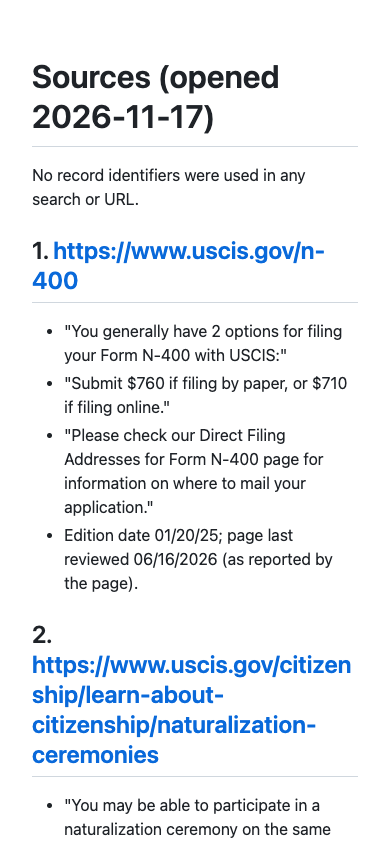 Sources (opened
2026-11-17)
No record identifiers were used in any
search or URL.
1. https://www.uscis.gov/n-
400
• "You generally have 2 options for filing
your Form N-400 with USCIS:"
• "Submit $760 if filing by paper, or $710
if filing online."
• "Please check our Direct Filing
Addresses for Form N-400 page for
information on where to mail your
application."
• Edition date 01/20/25; page last
reviewed 06/16/2026 (as reported by
the page).
2.
https://www.uscis.gov/citizen
ship/learn-about-
citizenship/naturalization-
ceremonies
• "You may be able to participate in a
naturalization ceremony on the same